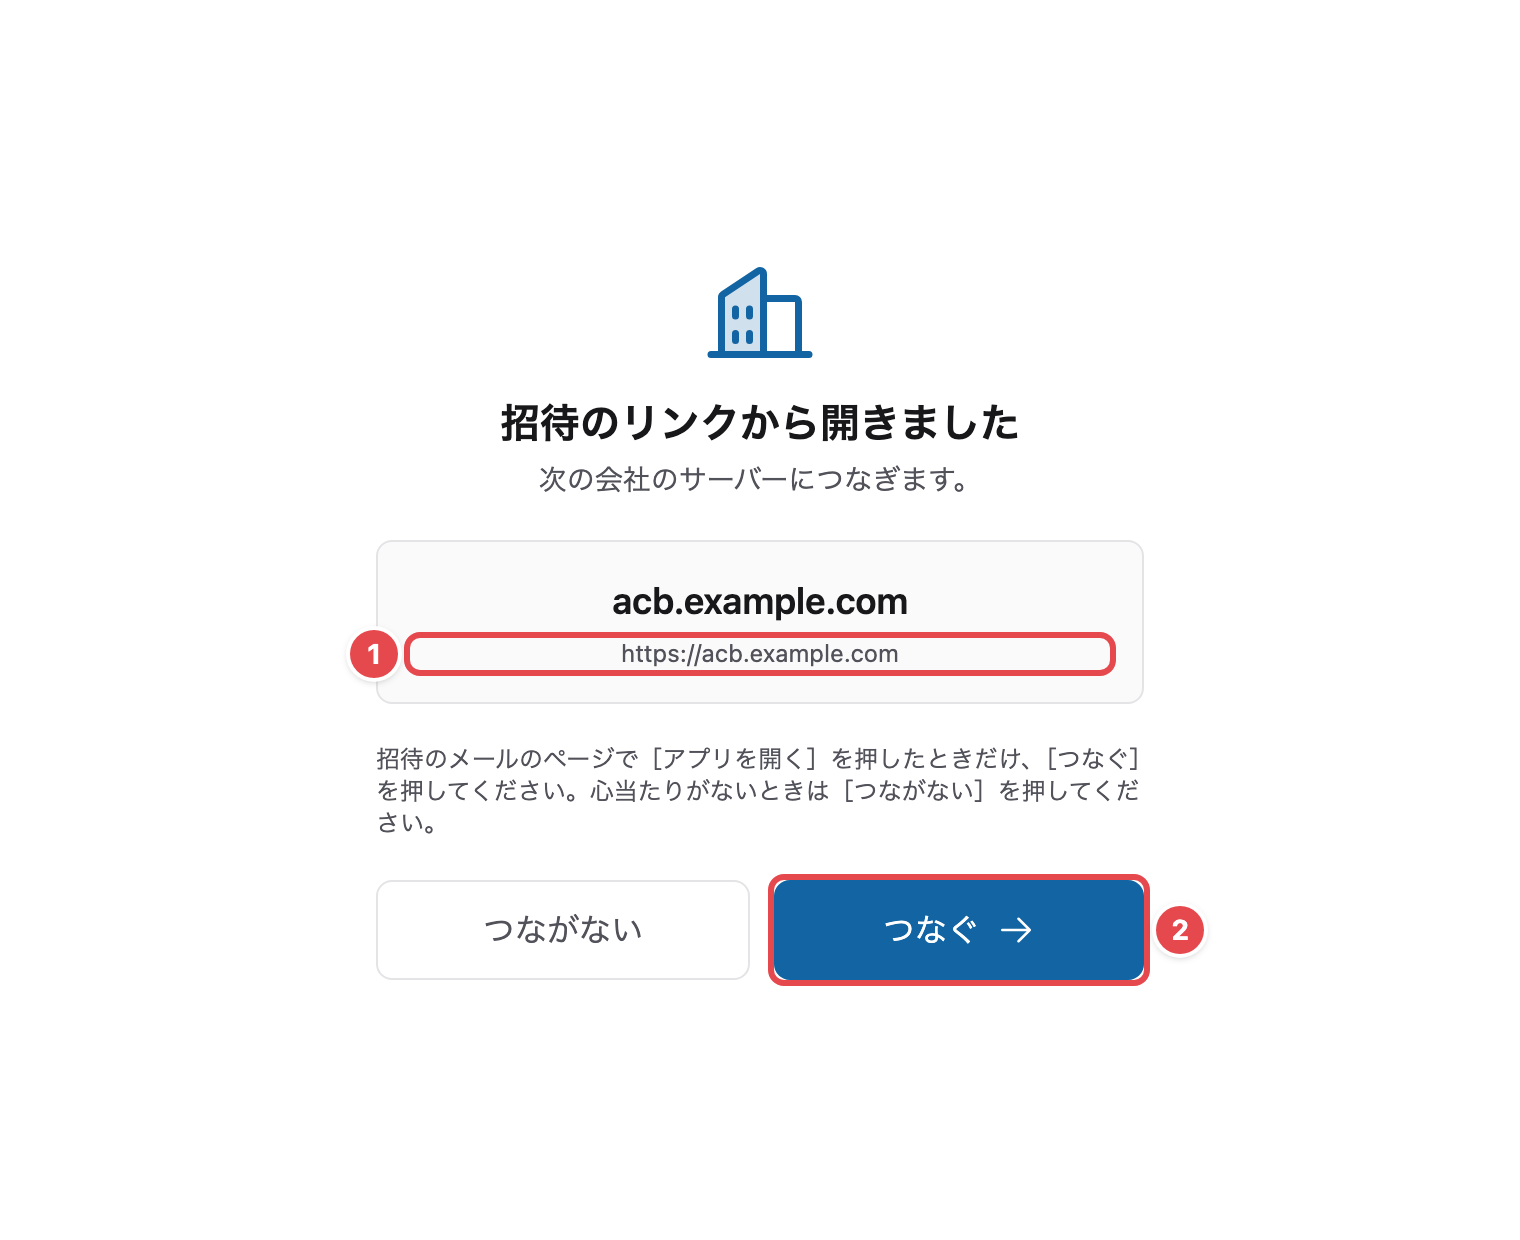 招待のリンクから開きました
次の会社のサーバーにつなぎます。
acb.example.com
1
https://acb.example.com
招待のメールのページで［アプリを開く］を押したときだけ、［つなぐ］
を押してください。心当たりがないときは［つながない］を押してくだ
さい。
つながない
つなぐ →
2